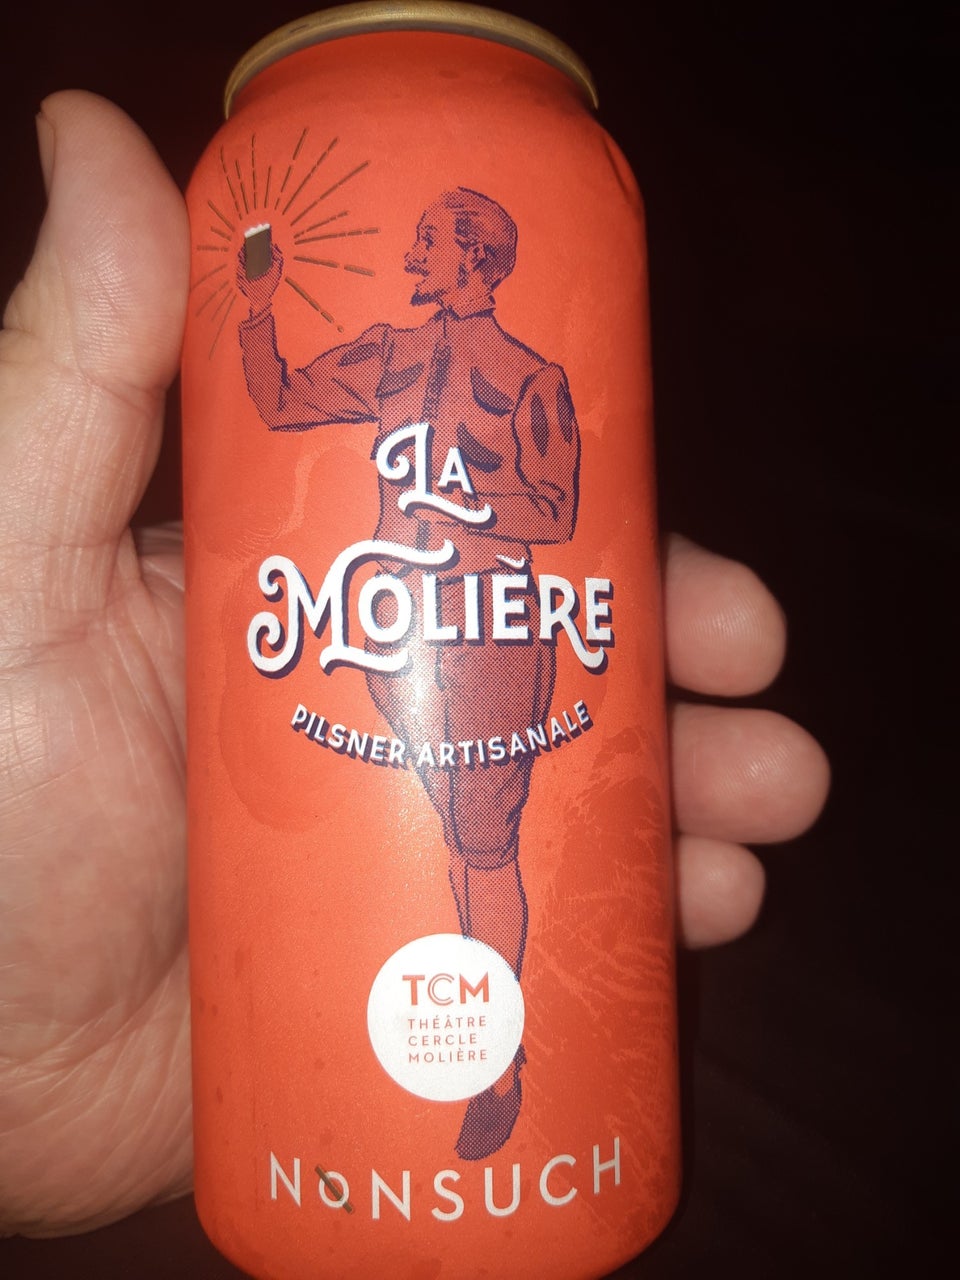 LA
MOLIÈRE
PILSNER ARTISANALE
TCM
THÉÂTRE
CERCLE
MOLIÈRE
NONSUCH